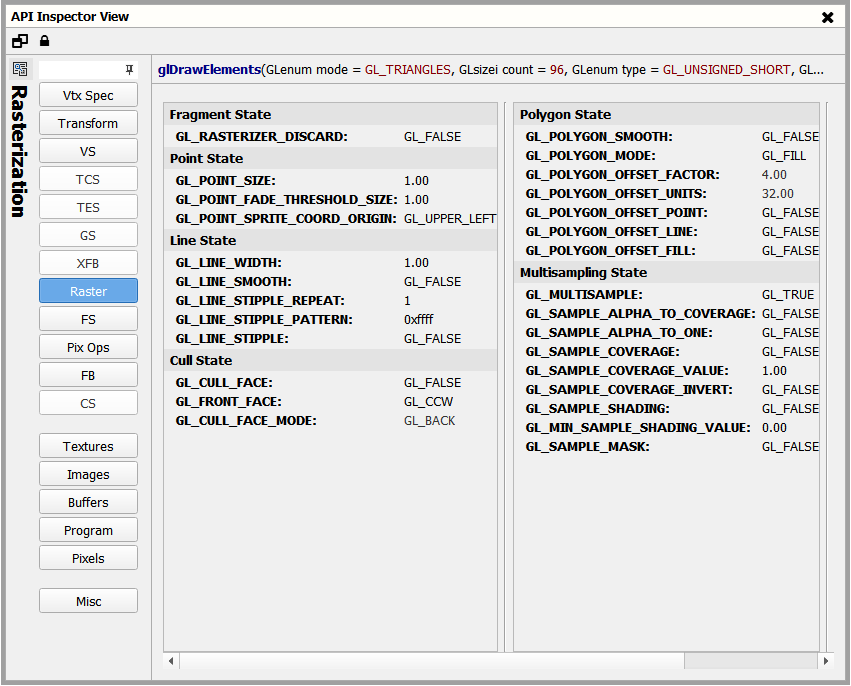 API Inspector View
glDrawElements(GLenum mode = GL_TRIANGLES, GLsizei count = 96, GLenum type = GL_UNSIGNED_SHORT, GL...
Rasterization
Vtx Spec
Transform
VS
TCS
TES
GS
XFB
Raster
FS
Pix Ops
FB
CS
Textures
Images
Buffers
Program
Pixels
Misc
Fragment State
GL_RASTERIZER_DISCARD: GL_FALSE
Point State
GL_POINT_SIZE: 1.00
GL_POINT_FADE_THRESHOLD_SIZE: 1.00
GL_POINT_SPRITE_COORD_ORIGIN: GL_UPPER_LEFT
Line State
GL_LINE_WIDTH: 1.00
GL_LINE_SMOOTH: GL_FALSE
GL_LINE_STIPPLE_REPEAT: 1
GL_LINE_STIPPLE_PATTERN: 0xffff
GL_LINE_STIPPLE: GL_FALSE
Cull State
GL_CULL_FACE: GL_FALSE
GL_FRONT_FACE: GL_CCW
GL_CULL_FACE_MODE: GL_BACK
Polygon State
GL_POLYGON_SMOOTH: GL_FALSE
GL_POLYGON_MODE: GL_FILL
GL_POLYGON_OFFSET_FACTOR: 4.00
GL_POLYGON_OFFSET_UNITS: 32.00
GL_POLYGON_OFFSET_POINT: GL_FALSE
GL_POLYGON_OFFSET_LINE: GL_FALSE
GL_POLYGON_OFFSET_FILL: GL_FALSE
Multisampling State
GL_MULTISAMPLE: GL_TRUE
GL_SAMPLE_ALPHA_TO_COVERAGE: GL_FALSE
GL_SAMPLE_ALPHA_TO_ONE: GL_FALSE
GL_SAMPLE_COVERAGE: GL_FALSE
GL_SAMPLE_COVERAGE_VALUE: 1.00
GL_SAMPLE_COVERAGE_INVERT: GL_FALSE
GL_SAMPLE_SHADING: GL_FALSE
GL_MIN_SAMPLE_SHADING_VALUE: 0.00
GL_SAMPLE_MASK: GL_FALSE